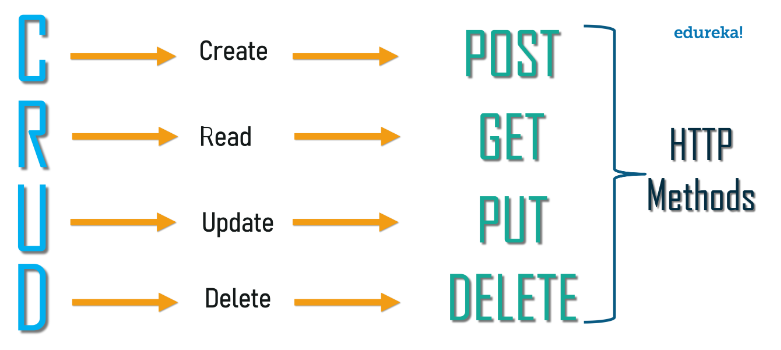 edureka!
C Create POST
R Read GET
U Update PUT
D Delete DELETE
HTTP
Methods